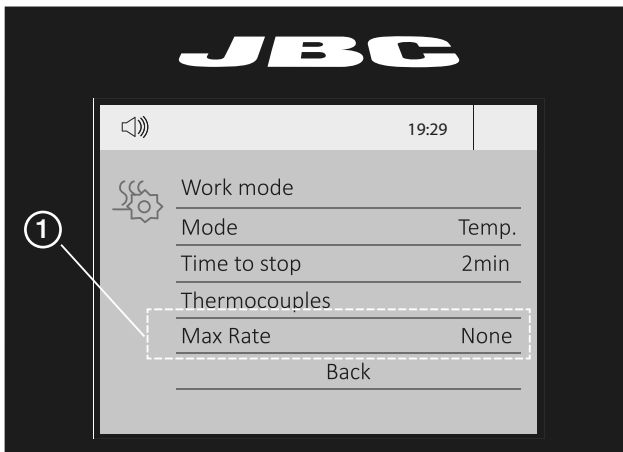 JBC
19:29
Work mode
Mode Temp.
Time to stop 2min
Thermocouples
1
Max Rate None
Back